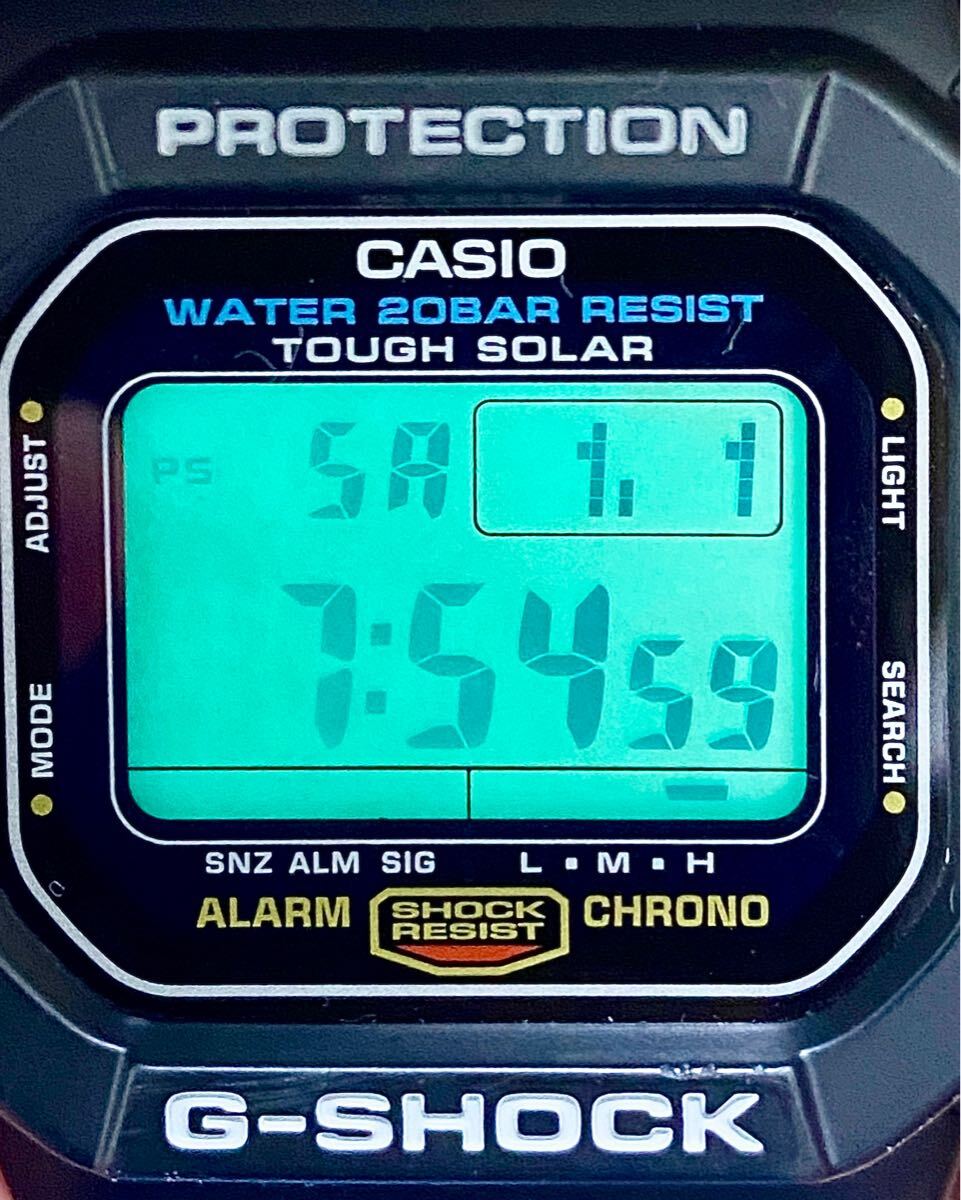 PROTECTION
CASIO
WATER 20BAR RESIST
TOUGH SOLAR
ADJUST
LIGHT
PS SA 1. 1
7:54 59
MODE
SEARCH
SNZ ALM SIG L ▪ M ▪ H
ALARM SHOCK RESIST CHRONO
G-SHOCK